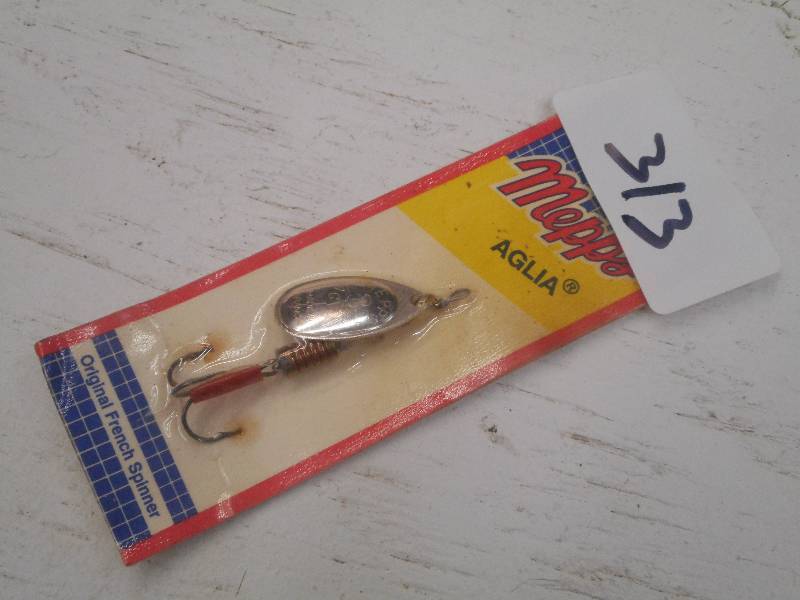 3/3
Mepps
AGLIA®
Original French Spinner